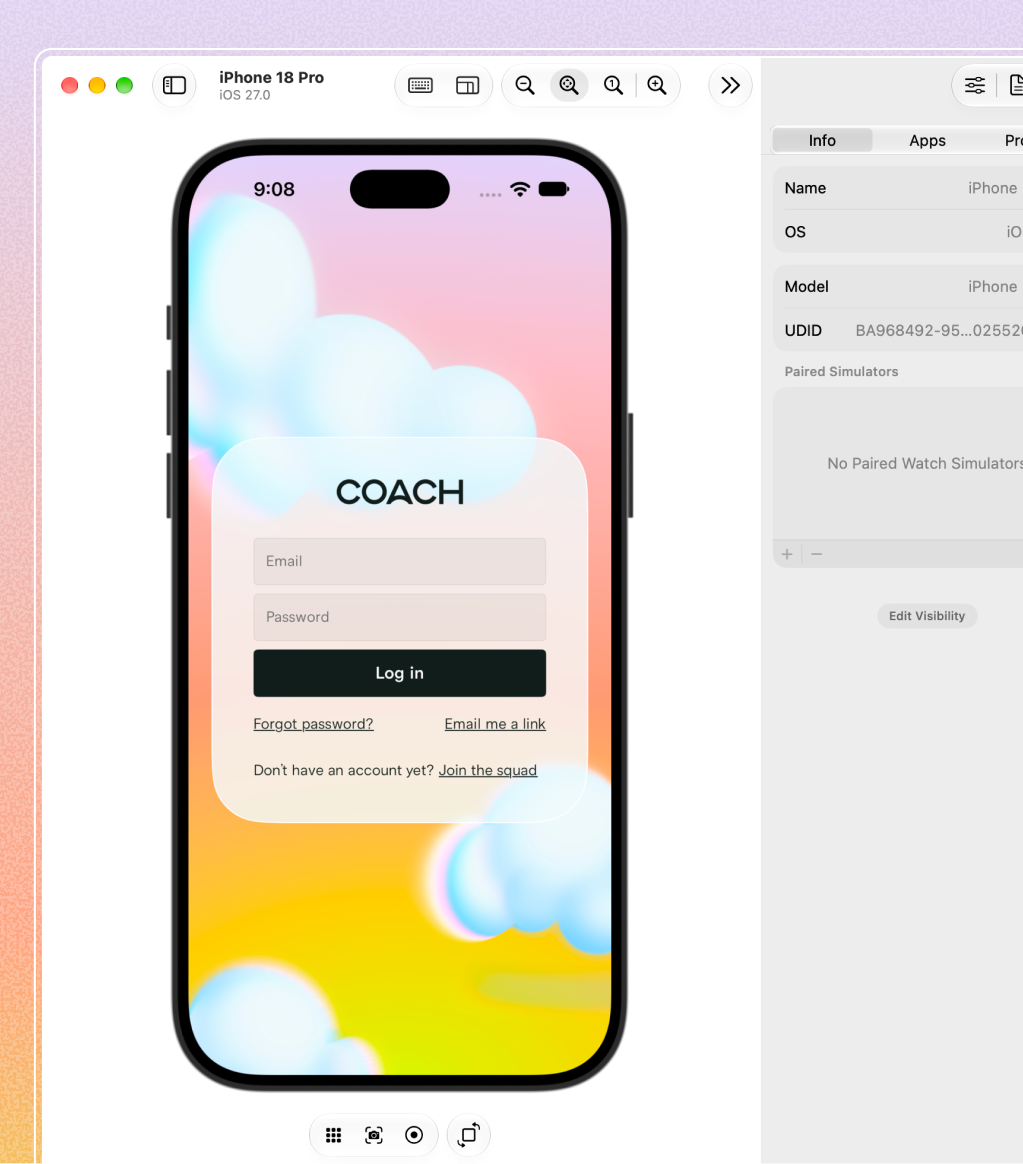 iPhone 18 Pro
iOS 27.0
9:08
COACH
Email
Password
Log in
Forgot password? Email me a link
Don't have an account yet? Join the squad
Info Apps Pro
Name iPhone
OS iO
Model iPhone
UDID BA968492-95...02552
Paired Simulators
No Paired Watch Simulators
+ −
Edit Visibility